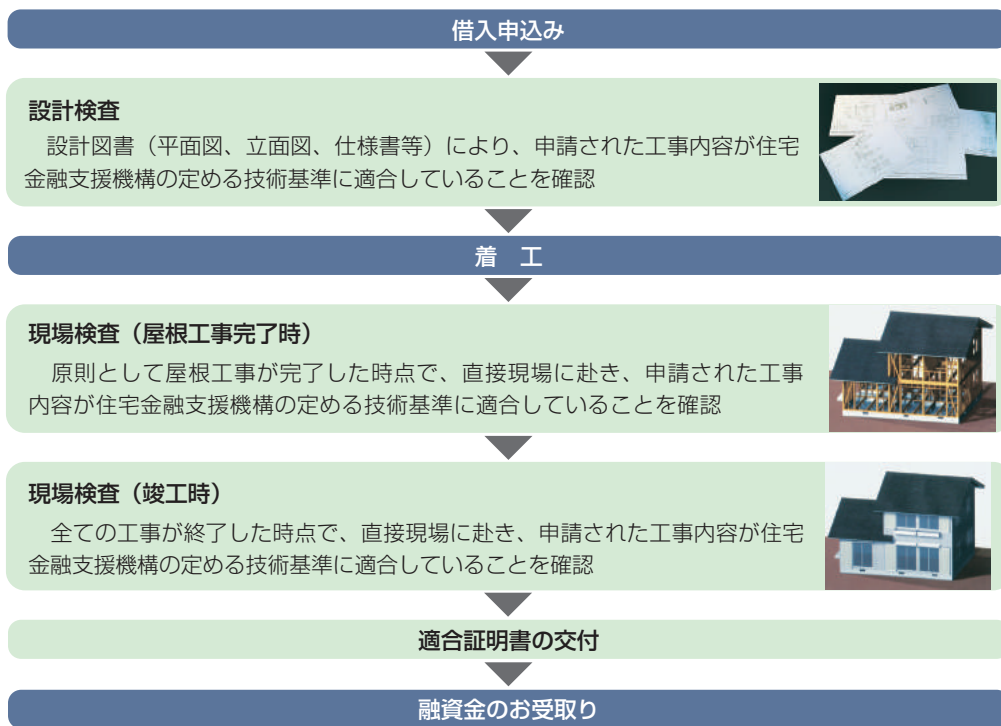 借入申込み
設計検査
設計図書（平面図、立面図、仕様書等）により、申請された工事内容が住宅
金融支援機構の定める技術基準に適合していることを確認
着　工
現場検査（屋根工事完了時）
原則として屋根工事が完了した時点で、直接現場に赴き、申請された工事
内容が住宅金融支援機構の定める技術基準に適合していることを確認
現場検査（竣工時）
全ての工事が終了した時点で、直接現場に赴き、申請された工事内容が住宅
金融支援機構の定める技術基準に適合していることを確認
適合証明書の交付
融資金のお受取り